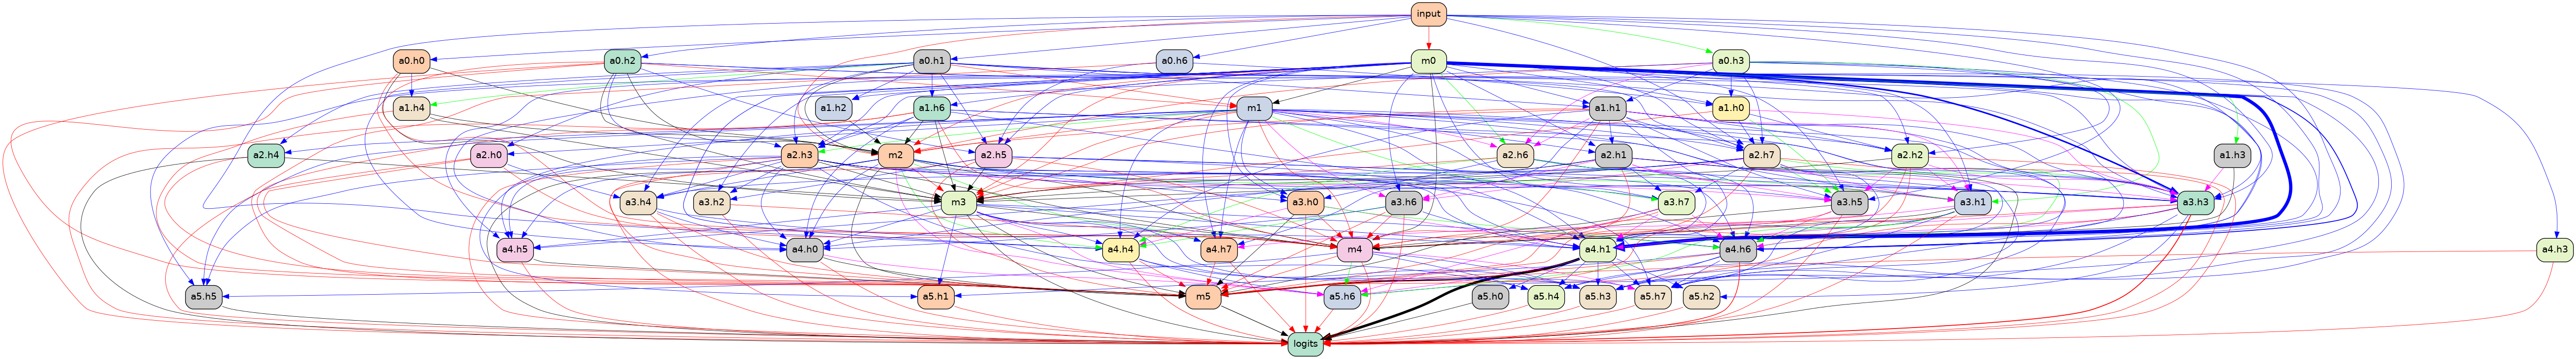 input
a0.h0 a0.h2 a0.h1 a0.h6 m0 a0.h3
a1.h4 a1.h2 a1.h6 m1 a1.h1 a1.h0
a2.h4 a2.h0 a2.h3 m2 a2.h5 a2.h6 a2.h1 a2.h7 a2.h2 a1.h3
a3.h4 a3.h2 m3 a3.h0 a3.h6 a3.h7 a3.h5 a3.h1 a3.h3
a4.h5 a4.h0 a4.h4 a4.h7 m4 a4.h1 a4.h6 a4.h3
a5.h5 a5.h1 m5 a5.h6 a5.h0 a5.h4 a5.h3 a5.h7 a5.h2
logits